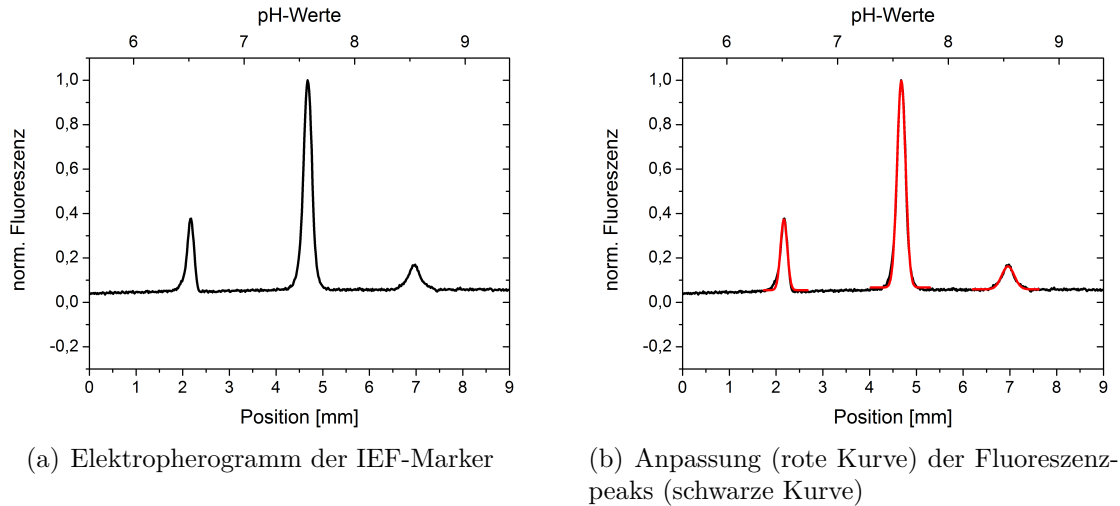 pH-Werte
6 7 8 9
1,0
0,8
0,6
0,4
0,2
0,0
-0,2
norm. Fluoreszenz
0 1 2 3 4 5 6 7 8 9
Position [mm]
(a) Elektropherogramm der IEF-Marker
pH-Werte
6 7 8 9
1,0
0,8
0,6
0,4
0,2
0,0
-0,2
norm. Fluoreszenz
0 1 2 3 4 5 6 7 8 9
Position [mm]
(b) Anpassung (rote Kurve) der Fluoreszenz-
peaks (schwarze Kurve)